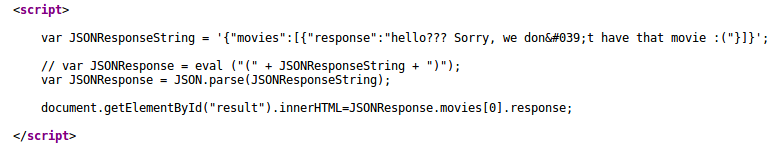 <script>
var JSONResponseString = '{"movies":[{"response":"hello??? Sorry, we don&#039;t have that movie :("}]}';
// var JSONResponse = eval ("(" + JSONResponseString + ")");
var JSONResponse = JSON.parse(JSONResponseString);
document.getElementById("result").innerHTML=JSONResponse.movies[0].response;
</script>